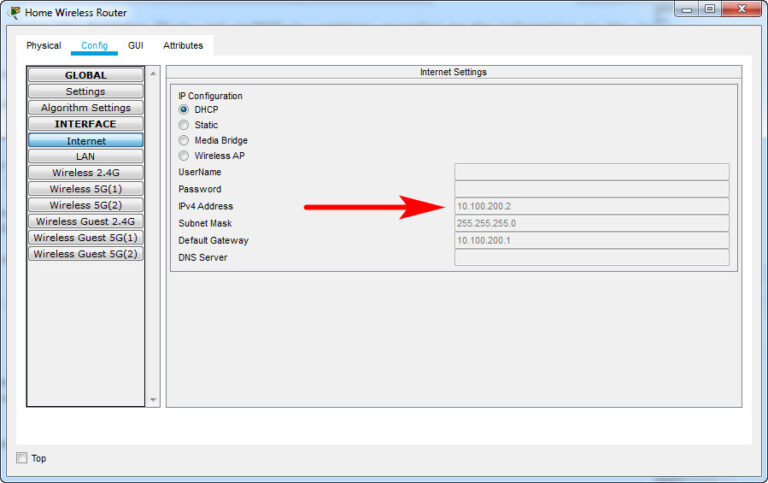 Home Wireless Router
Physical Config GUI Attributes
GLOBAL
Settings
Algorithm Settings
INTERFACE
Internet
LAN
Wireless 2.4G
Wireless 5G(1)
Wireless 5G(2)
Wireless Guest 2.4G
Wireless Guest 5G(1)
Wireless Guest 5G(2)
Internet Settings
IP Configuration
DHCP
Static
Media Bridge
Wireless AP
UserName
Password
IPv4 Address 10.100.200.2
Subnet Mask 255.255.255.0
Default Gateway 10.100.200.1
DNS Server
Top